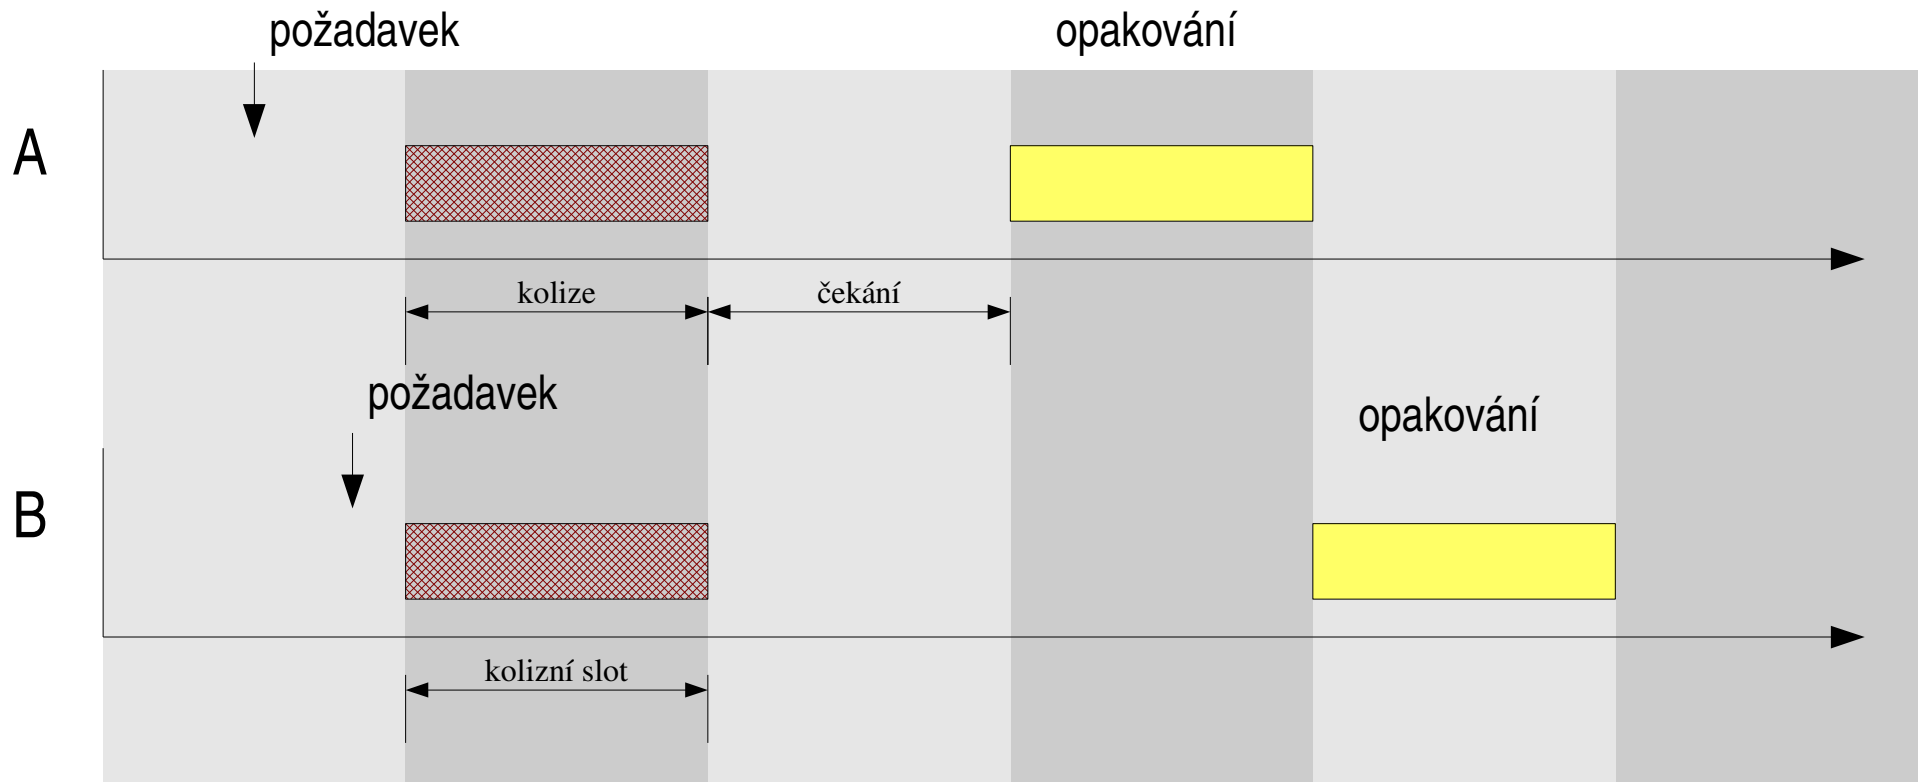 požadavek
opakování
A
kolize
čekání
požadavek
opakování
B
kolizní slot